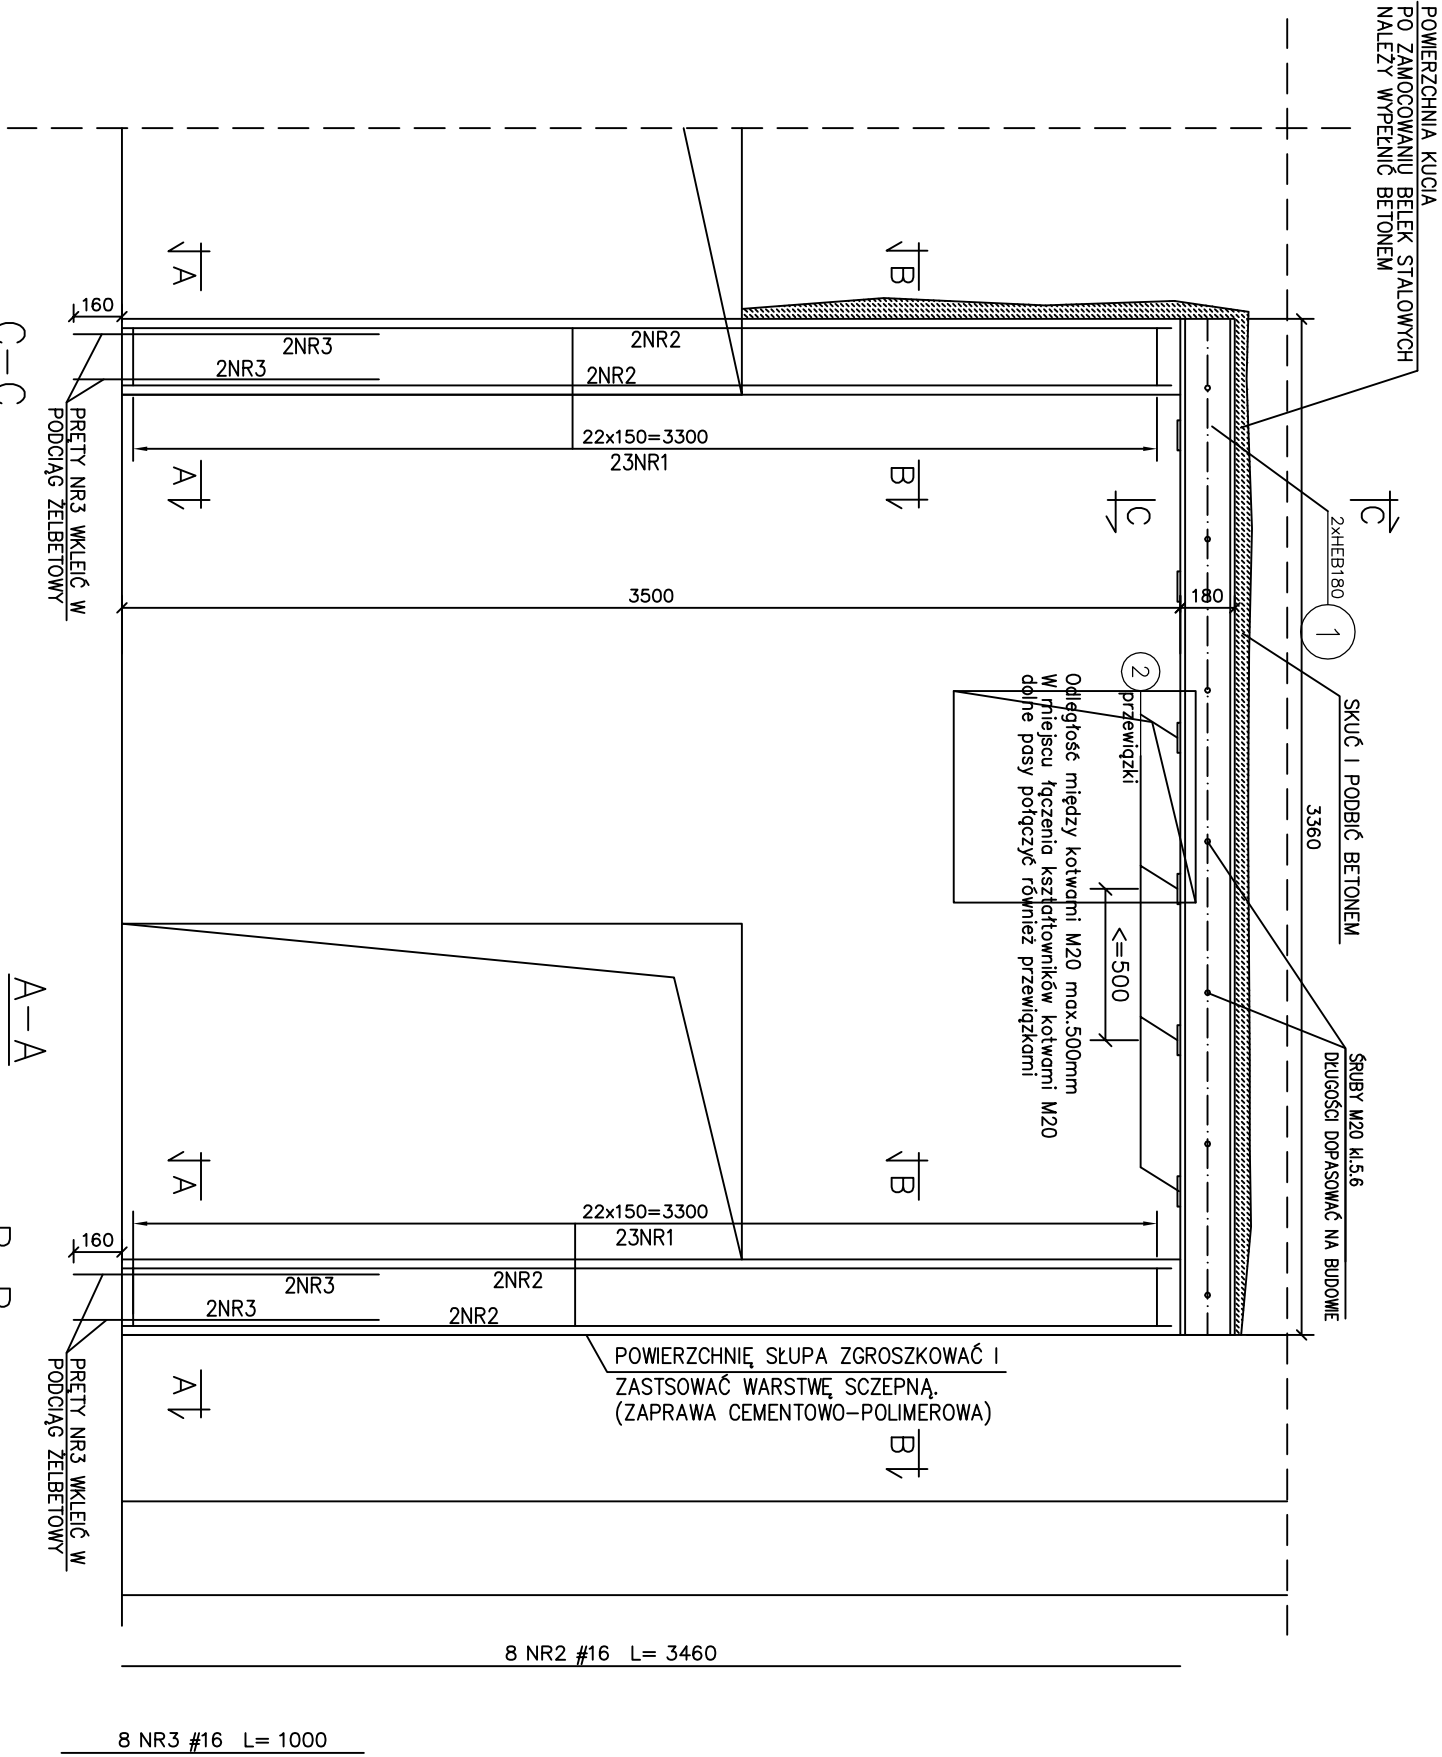 POWIERZCHNIA KUCIA
PO ZAMOCOWANIU BELEK STALOWYCH
NALEŻY WYPEŁNIĆ BETONEM
2xHEB180
1
SKUĆ I PODBIĆ BETONEM
3360
ŚRUBY M20 kl.5.6
DŁUGOŚCI DOPASOWAĆ NA BUDOWIE
C
C
180
3500
2
przewiązki
Odległość między kotwami M20 max.500mm
W miejscu łączenia kształtowników kotwami M20
dolne pasy połączyć również przewiązkami
<=500
A
B
A
B
160
2NR3
2NR3
2NR2
2NR2
22x150=3300
23NR1
PRĘTY NR3 WKLEIĆ W
PODCIĄG ŻELBETOWY
C-C
A-A
A
B
A
B
22x150=3300
23NR1
160
2NR3
2NR3
2NR2
2NR2
PRĘTY NR3 WKLEIĆ W
PODCIĄG ŻELBETOWY
POWIERZCHNIĘ SŁUPA ZGROSZKOWAĆ I
ZASTSOWAĆ WARSTWĘ SCZEPNĄ.
(ZAPRAWA CEMENTOWO-POLIMEROWA)
8 NR2 #16 L= 3460
8 NR3 #16 L= 1000